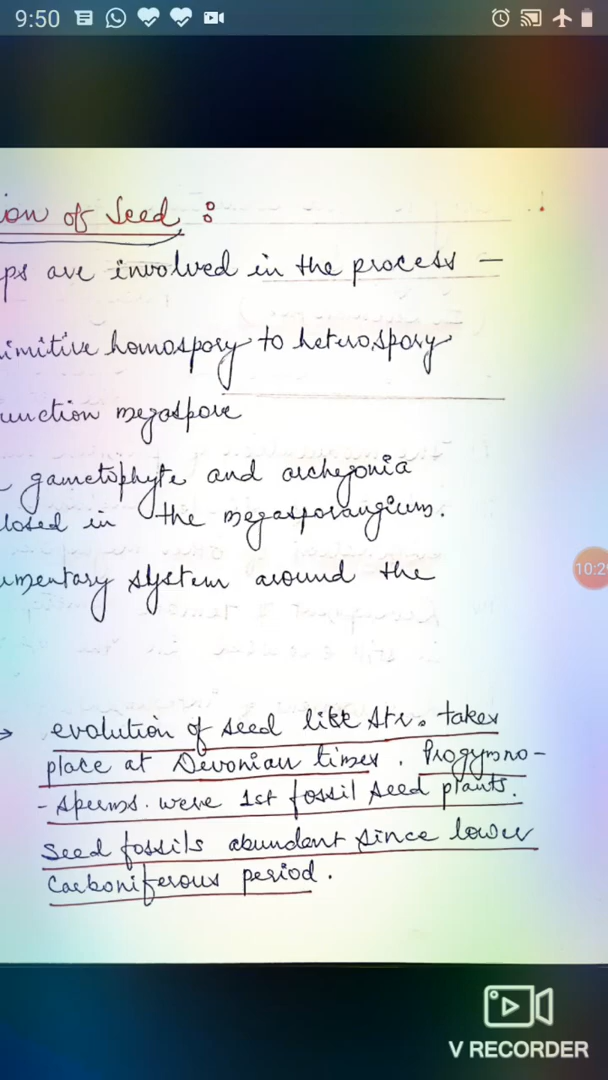 9:50
ion of Seed :
ps are involved in the process —
imitive homospory to heterospory
unction megaspore
gametophyte and archegonia
losed in the megasporangium.
umentary system around the
10:29
→ evolution of seed like str. takes
place at Devonian times. Progymno-
-sperms. were 1st fossil seed plants.
Seed fossils abundant since lower
Carboniferous period.
V RECORDER